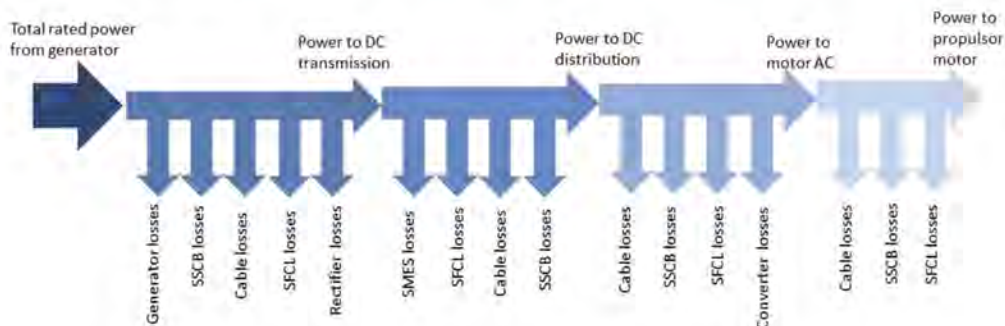 Total rated power
from generator
Power to DC
transmission
Power to DC
distribution
Power to
motor AC
Power to
propulsor
motor
Generator losses
SSCB losses
Cable losses
SFCL losses
Rectifier losses
SMES losses
SFCL losses
Cable losses
SSCB losses
Cable losses
SSCB losses
SFCL losses
Converter losses
Cable losses
SSCB losses
SFCL losses